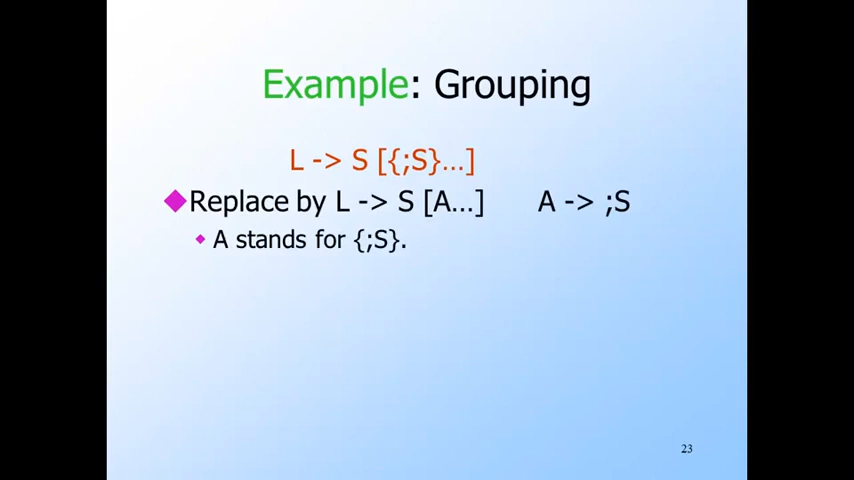 Example: Grouping
L -> S [{;S}…]
Replace by L -> S [A…] A -> ;S
A stands for {;S}.
23